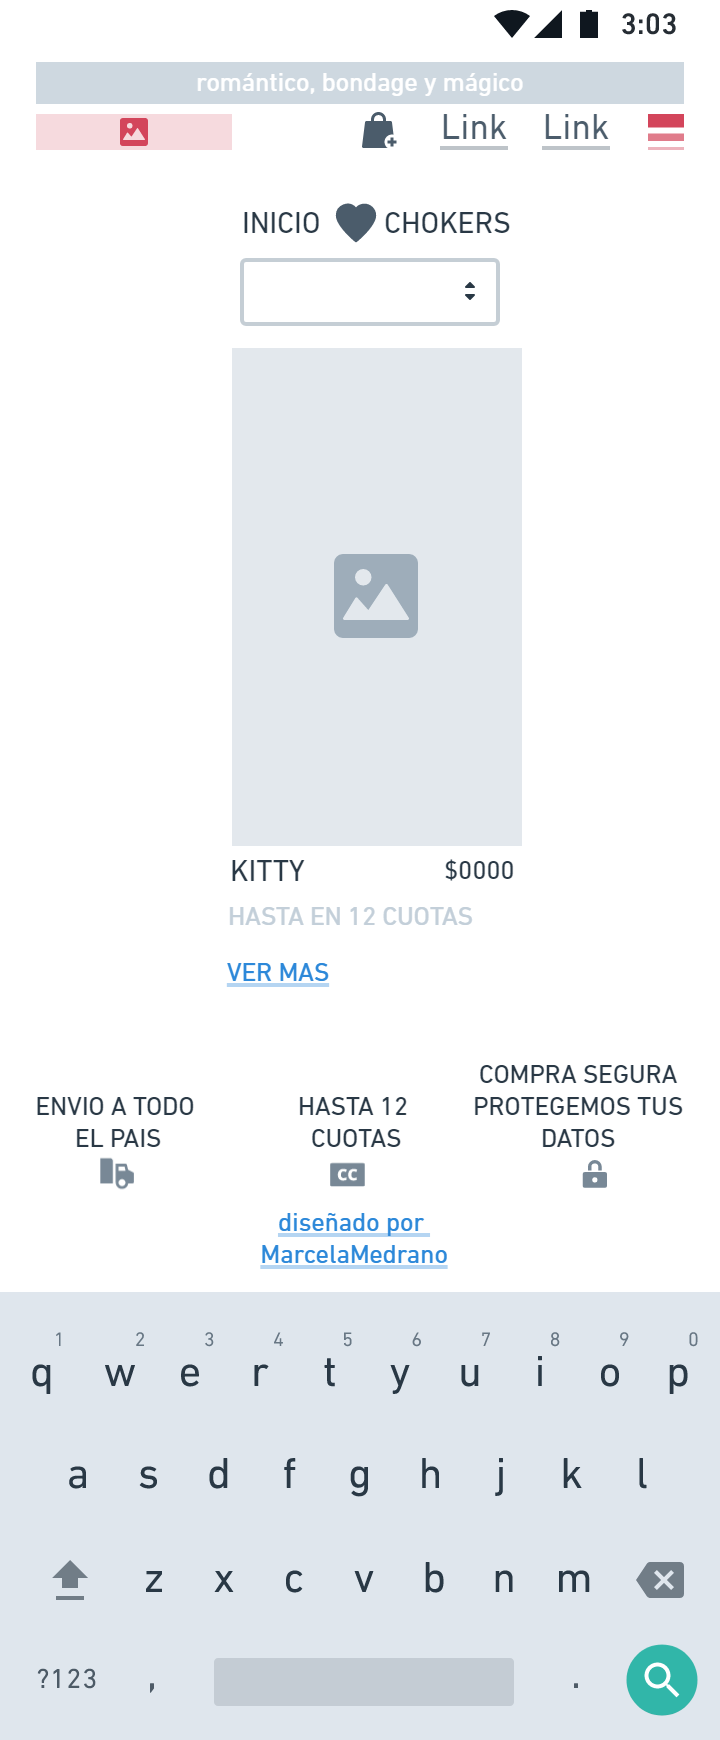 3:03
romántico, bondage y mágico
Link Link
INICIO CHOKERS
KITTY $0000
HASTA EN 12 CUOTAS
VER MAS
ENVIO A TODO
EL PAIS
HASTA 12
CUOTAS
CC
COMPRA SEGURA
PROTEGEMOS TUS
DATOS
diseñado por
MarcelaMedrano
1 2 3 4 5 6 7 8 9 0
q w e r t y u i o p
a s d f g h j k l
z x c v b n m
?123 , .